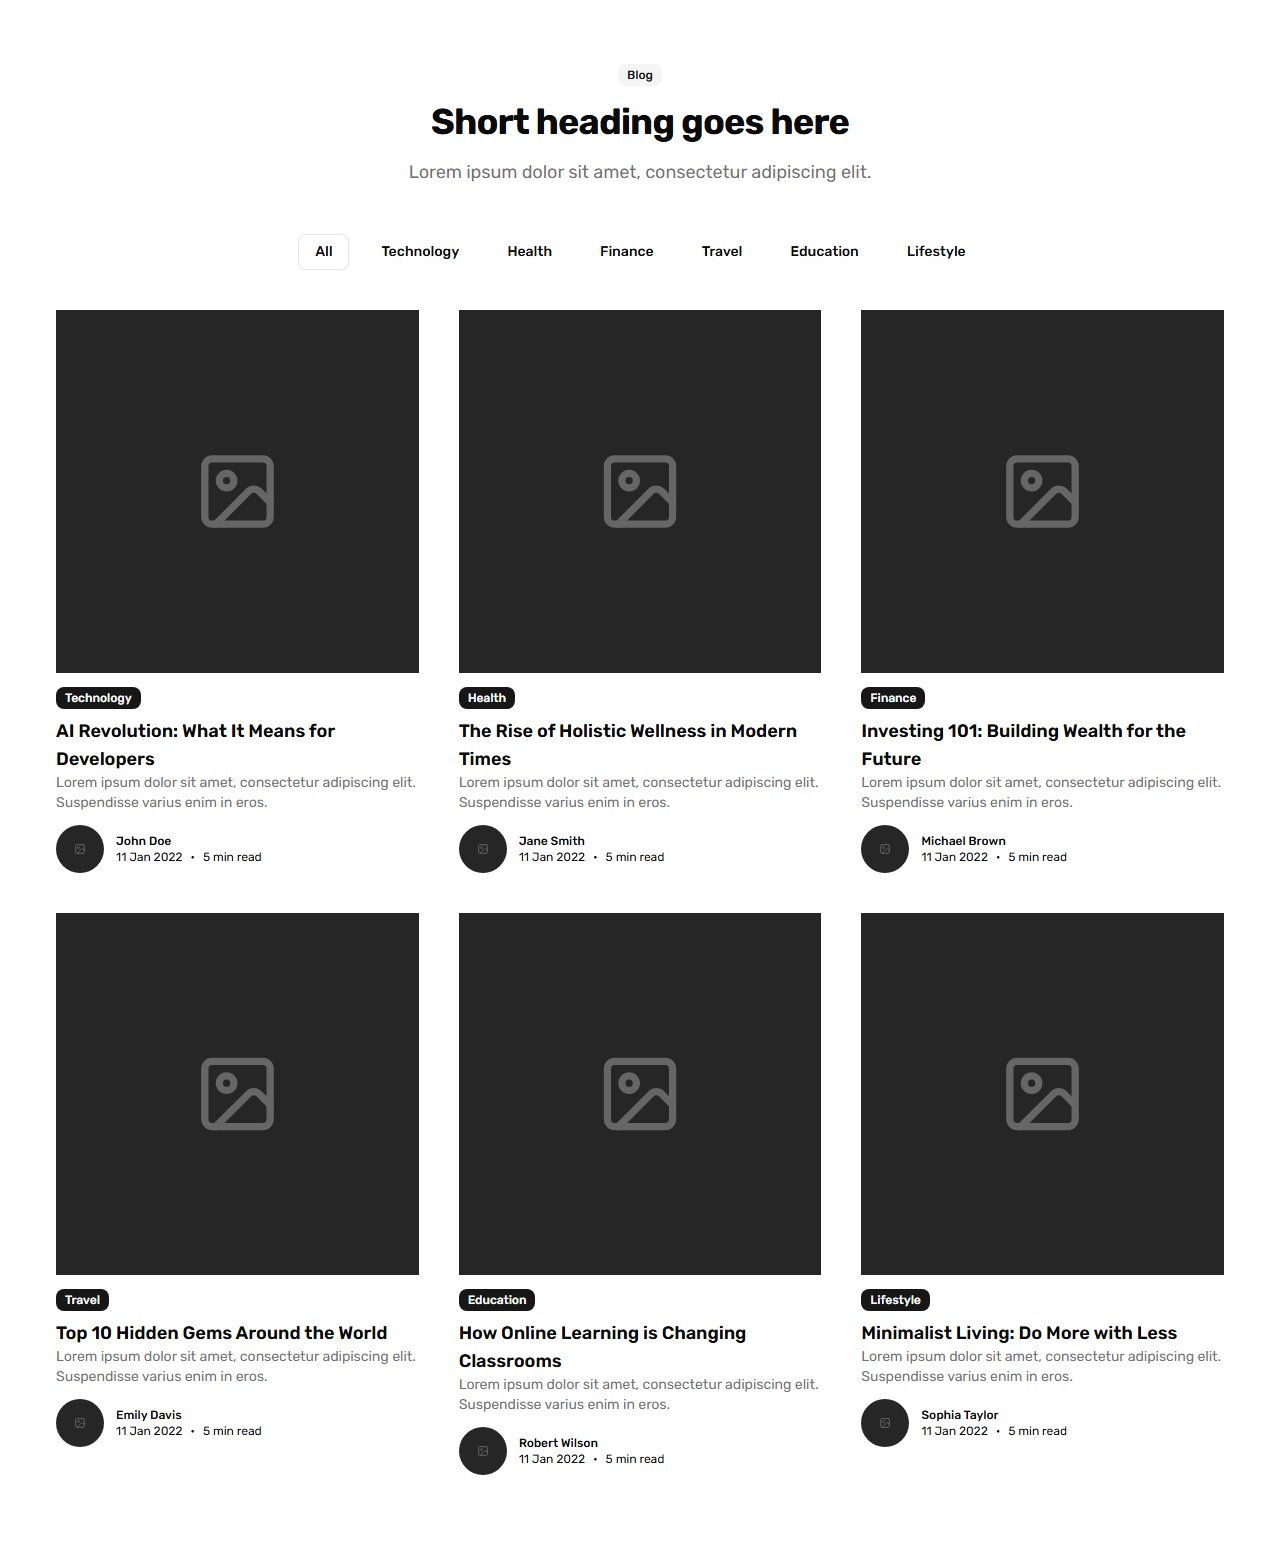 Blog
Short heading goes here
Lorem ipsum dolor sit amet, consectetur adipiscing elit.
All
Technology
Health
Finance
Travel
Education
Lifestyle
Technology
AI Revolution: What It Means for
Developers
Lorem ipsum dolor sit amet, consectetur adipiscing elit.
Suspendisse varius enim in eros.
John Doe
11 Jan 2022 • 5 min read
Health
The Rise of Holistic Wellness in Modern
Times
Lorem ipsum dolor sit amet, consectetur adipiscing elit.
Suspendisse varius enim in eros.
Jane Smith
11 Jan 2022 • 5 min read
Finance
Investing 101: Building Wealth for the
Future
Lorem ipsum dolor sit amet, consectetur adipiscing elit.
Suspendisse varius enim in eros.
Michael Brown
11 Jan 2022 • 5 min read
Travel
Top 10 Hidden Gems Around the World
Lorem ipsum dolor sit amet, consectetur adipiscing elit.
Suspendisse varius enim in eros.
Emily Davis
11 Jan 2022 • 5 min read
Education
How Online Learning is Changing
Classrooms
Lorem ipsum dolor sit amet, consectetur adipiscing elit.
Suspendisse varius enim in eros.
Robert Wilson
11 Jan 2022 • 5 min read
Lifestyle
Minimalist Living: Do More with Less
Lorem ipsum dolor sit amet, consectetur adipiscing elit.
Suspendisse varius enim in eros.
Sophia Taylor
11 Jan 2022 • 5 min read